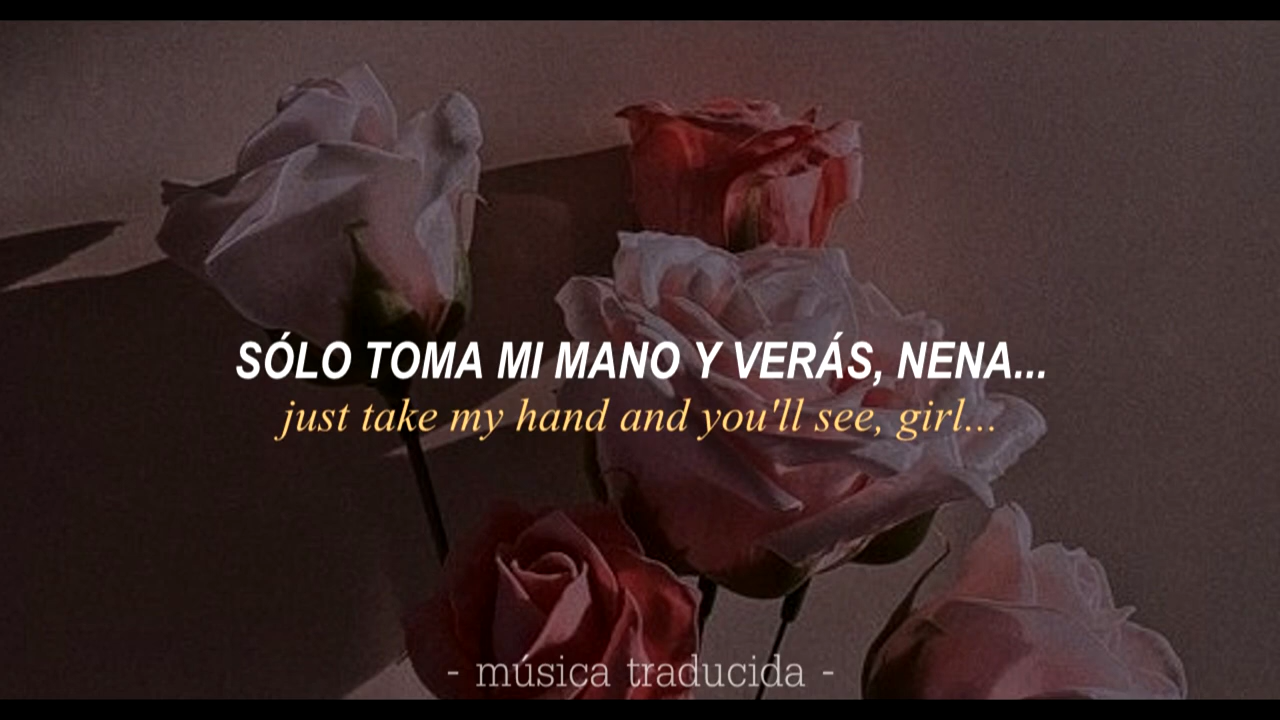 SÓLO TOMA MI MANO Y VERÁS, NENA...
just take my hand and you'll see, girl...
- música traducida -